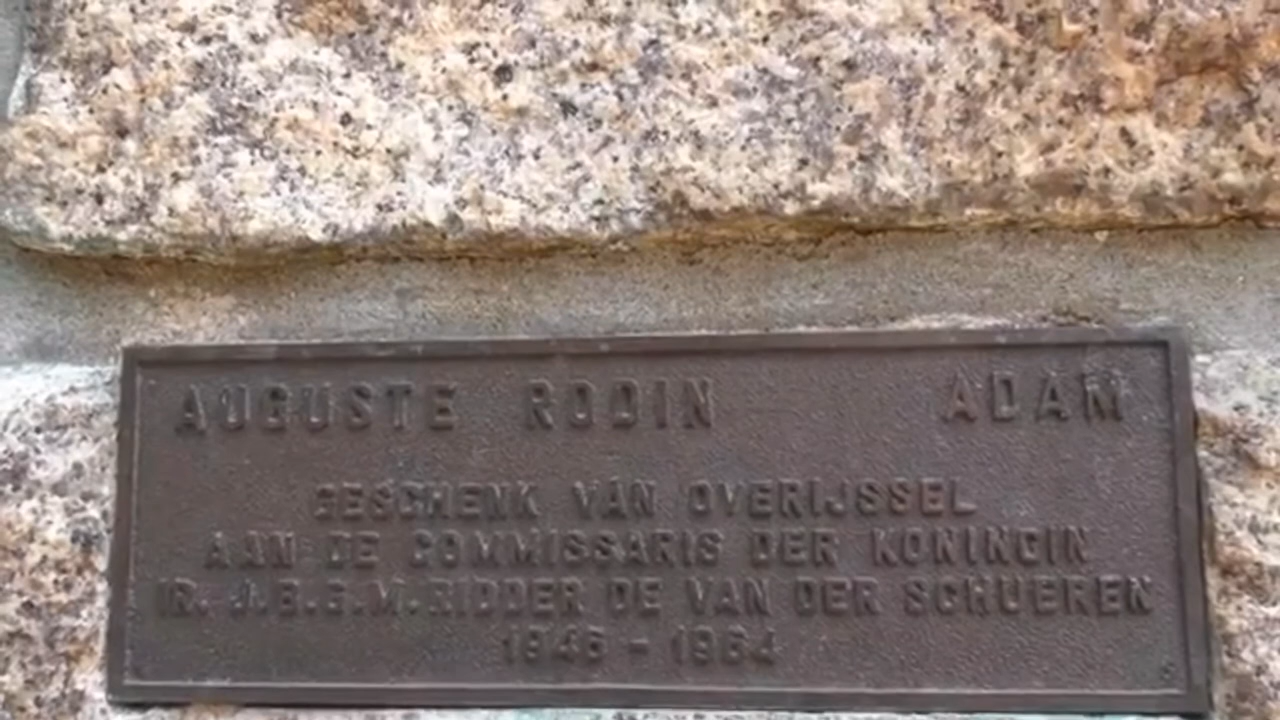 AUGUSTE RODIN ADAM
GESCHENK VAN OVERIJSSEL
AAN DE COMMISSARIS DER KONINGIN
IR. J.B.G.M. RIDDER DE VAN DER SCHUEREN
1946 - 1964